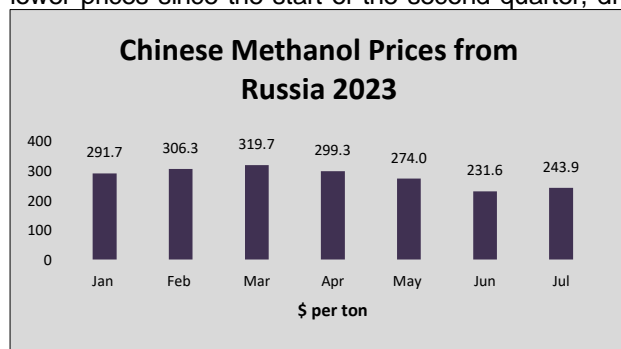 lower prices since the start of the second quarter, dr
Chinese Methanol Prices from
Russia 2023
400
300
200
100
0
291.7 306.3 319.7 299.3 274.0 231.6 243.9
Jan Feb Mar Apr May Jun Jul
$ per ton